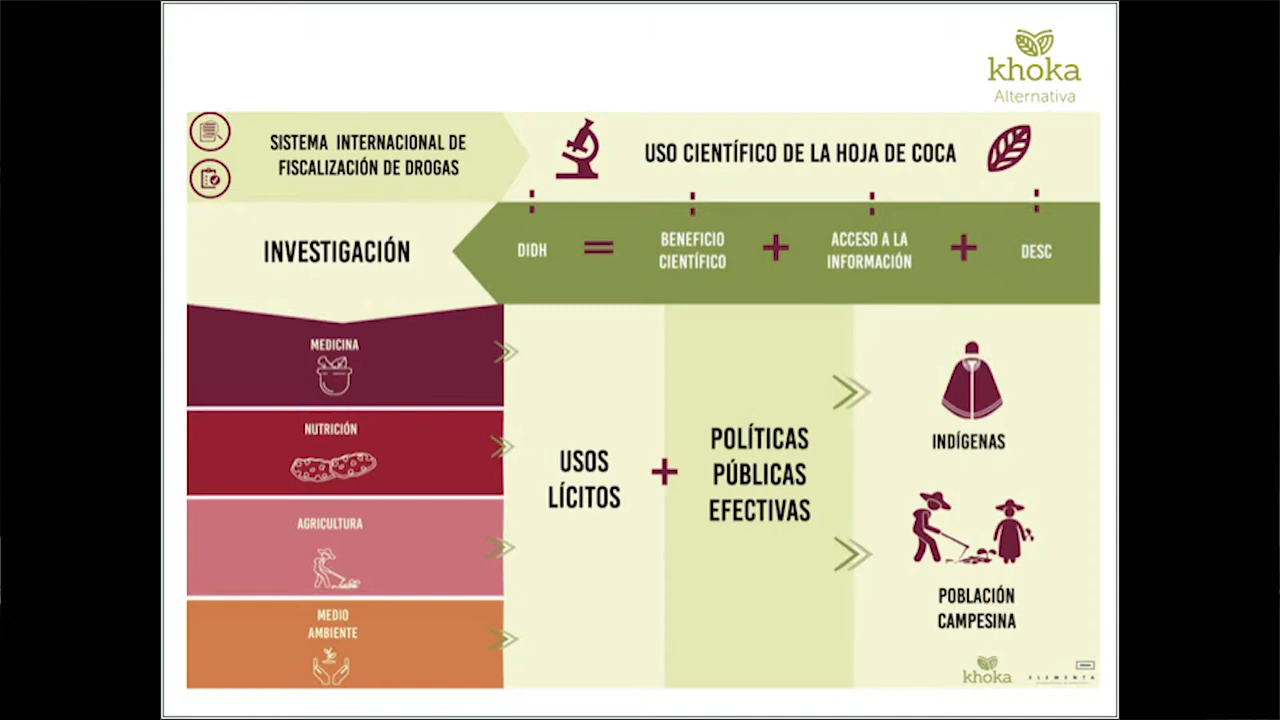 khoka
Alternativa
SISTEMA INTERNACIONAL DE
FISCALIZACIÓN DE DROGAS
USO CIENTÍFICO DE LA HOJA DE COCA
INVESTIGACIÓN
DIDH
=
BENEFICIO
CIENTÍFICO
+
ACCESO A LA
INFORMACIÓN
+
DESC
MEDICINA
NUTRICIÓN
AGRICULTURA
MEDIO
AMBIENTE
USOS
LÍCITOS
+
POLÍTICAS
PÚBLICAS
EFECTIVAS
INDÍGENAS
POBLACIÓN
CAMPESINA
khoka
ELEMENTA